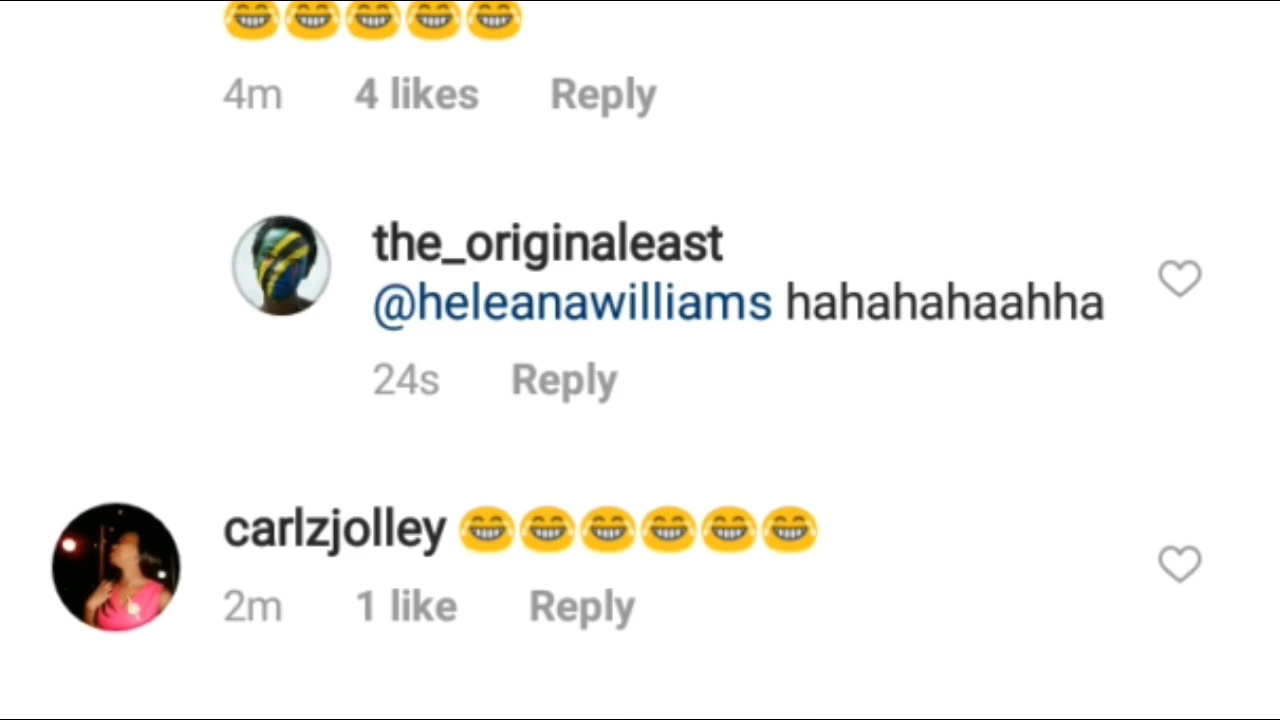 😂😂😂😂😂
4m 4 likes Reply
the_originaleast
@heleanawilliams hahahahaahha
24s Reply
carlzjolley 😂😂😂😂😂😂
2m 1 like Reply